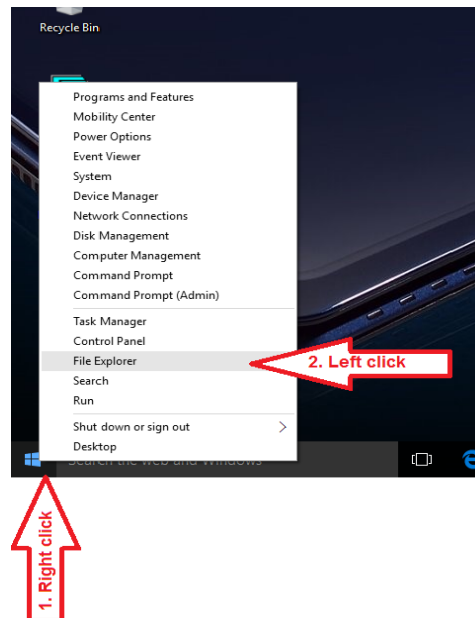 Recycle Bin
Programs and Features
Mobility Center
Power Options
Event Viewer
System
Device Manager
Network Connections
Disk Management
Computer Management
Command Prompt
Command Prompt (Admin)
Task Manager
Control Panel
File Explorer
2. Left click
Search
Run
Shut down or sign out
Desktop
Search the web and Windows
1. Right click